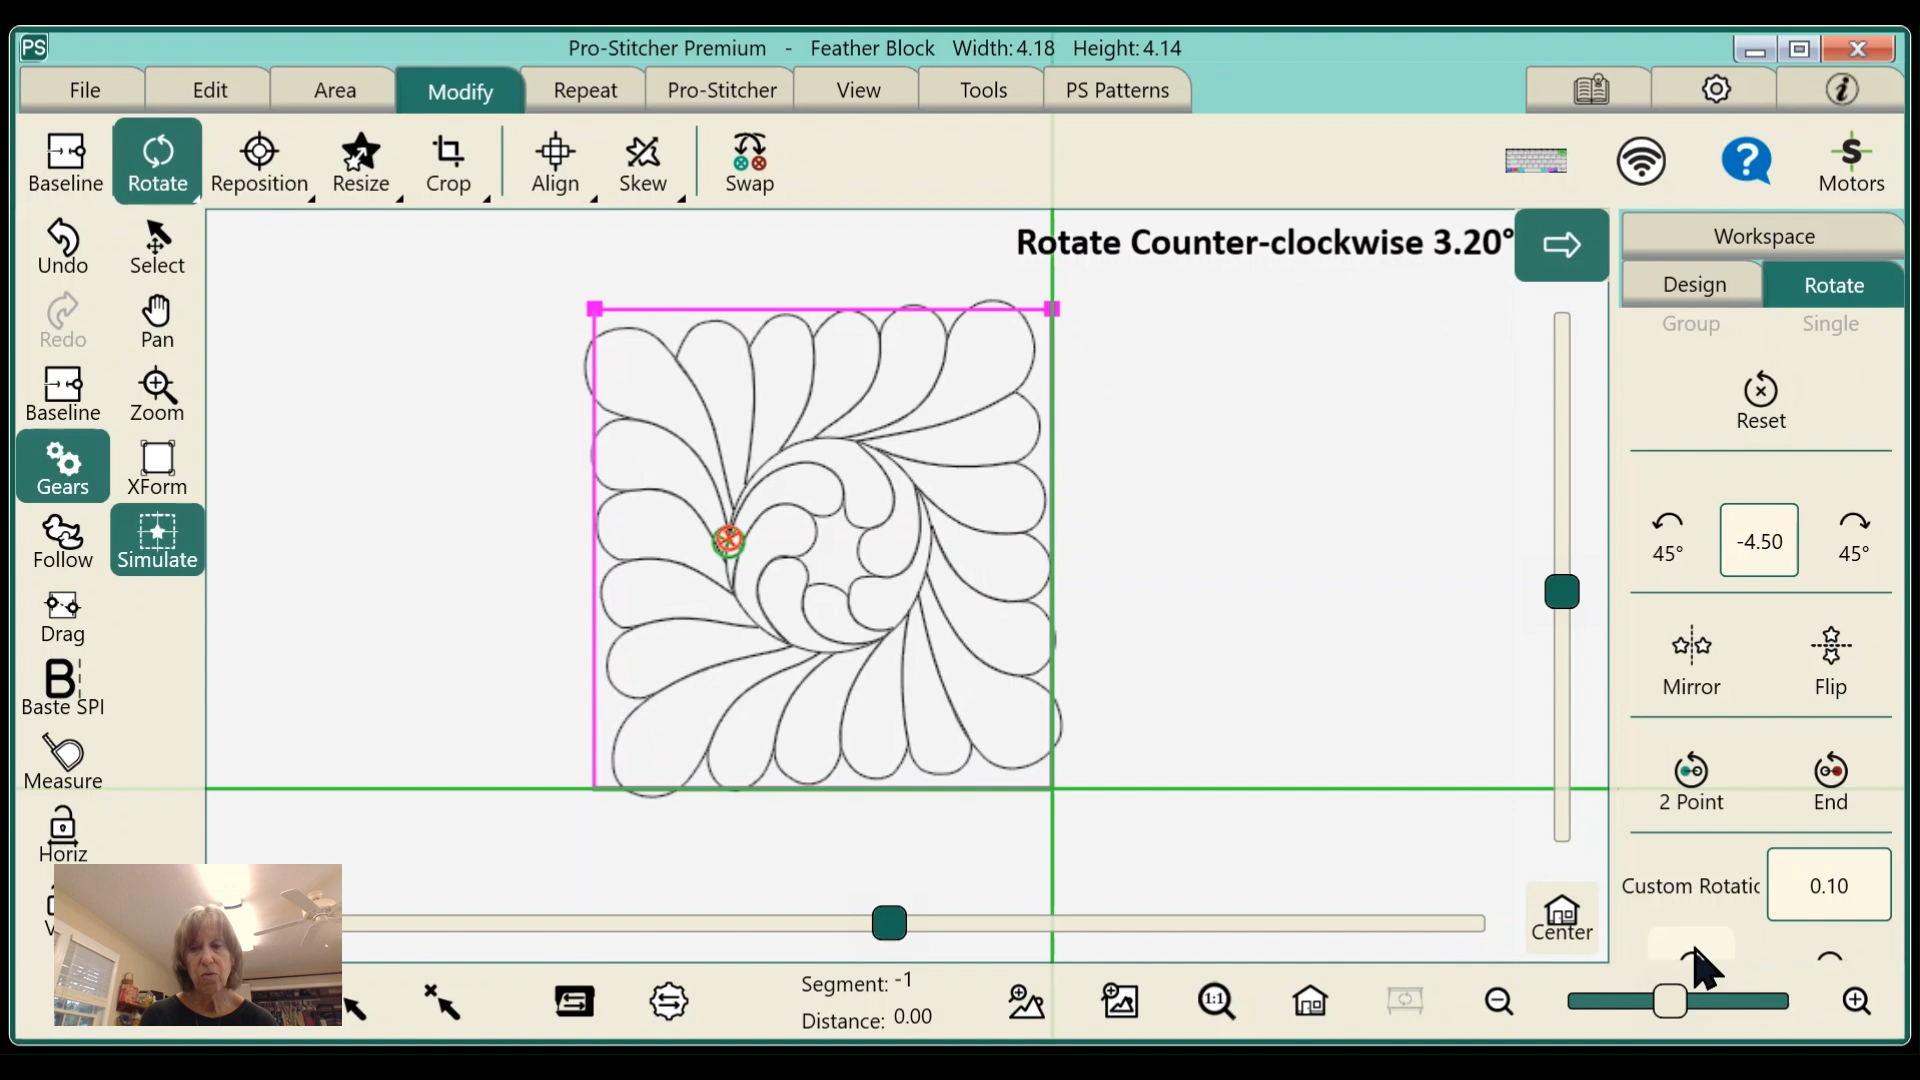 PS Pro-Stitcher Premium - Feather Block Width: 4.18 Height: 4.14
File Edit Area Modify Repeat Pro-Stitcher View Tools PS Patterns
Baseline Rotate Reposition Resize Crop Align Skew Swap Motors
Undo Select
Redo Pan
Baseline Zoom
Gears XForm
Follow Simulate
Drag
Baste SPI
Measure
Horiz
Rotate Counter-clockwise 3.20°
Workspace
Design Rotate
Group Single
Reset
45° -4.50 45°
Mirror Flip
2 Point End
Custom Rotatic 0.10
Center
Segment: -1
Distance: 0.00
1:1